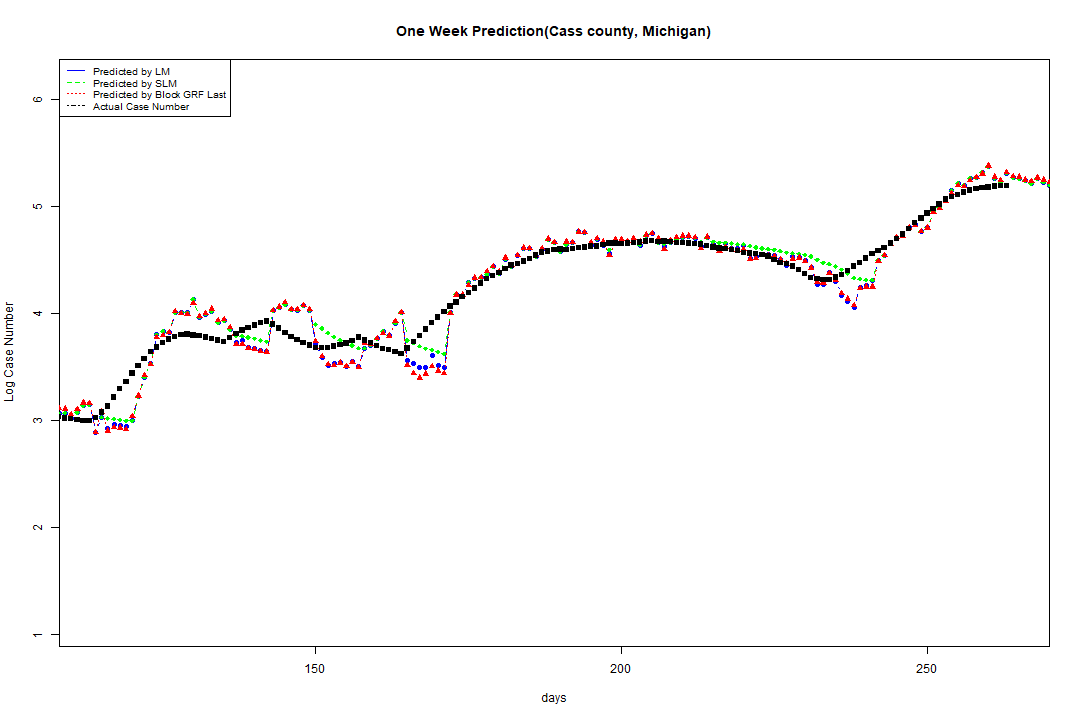 One Week Prediction(Cass county, Michigan)
Predicted by LM
Predicted by SLM
Predicted by Block GRF Last
Actual Case Number
6
5
4
3
2
1
Log Case Number
150 200 250
days